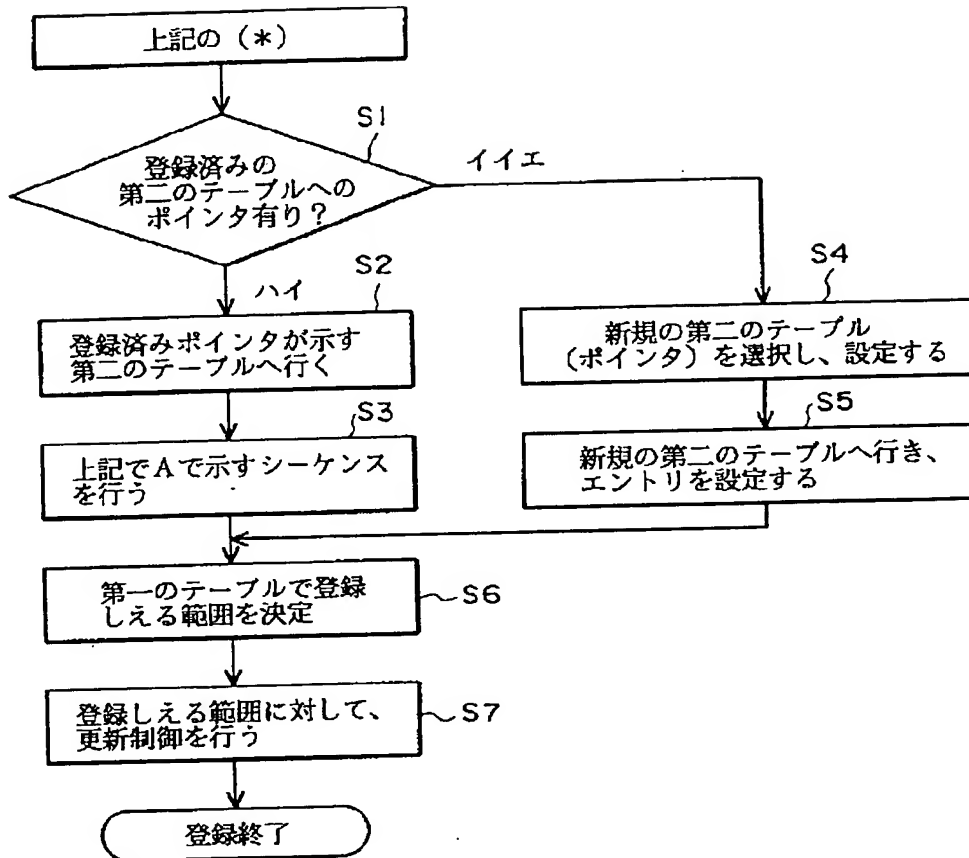 上記の (*)
S1
登録済みの
第二のテーブルへの
ポインタ有り?
イイエ
ハイ
S2
登録済みポインタが示す
第二のテーブルへ行く
S3
上記でAで示すシーケンス
を行う
S4
新規の第二のテーブル
(ポインタ)を選択し、設定する
S5
新規の第二のテーブルへ行き、
エントリを設定する
第一のテーブルで登録
しえる範囲を決定
S6
登録しえる範囲に対して、
更新制御を行う
S7
登録終了